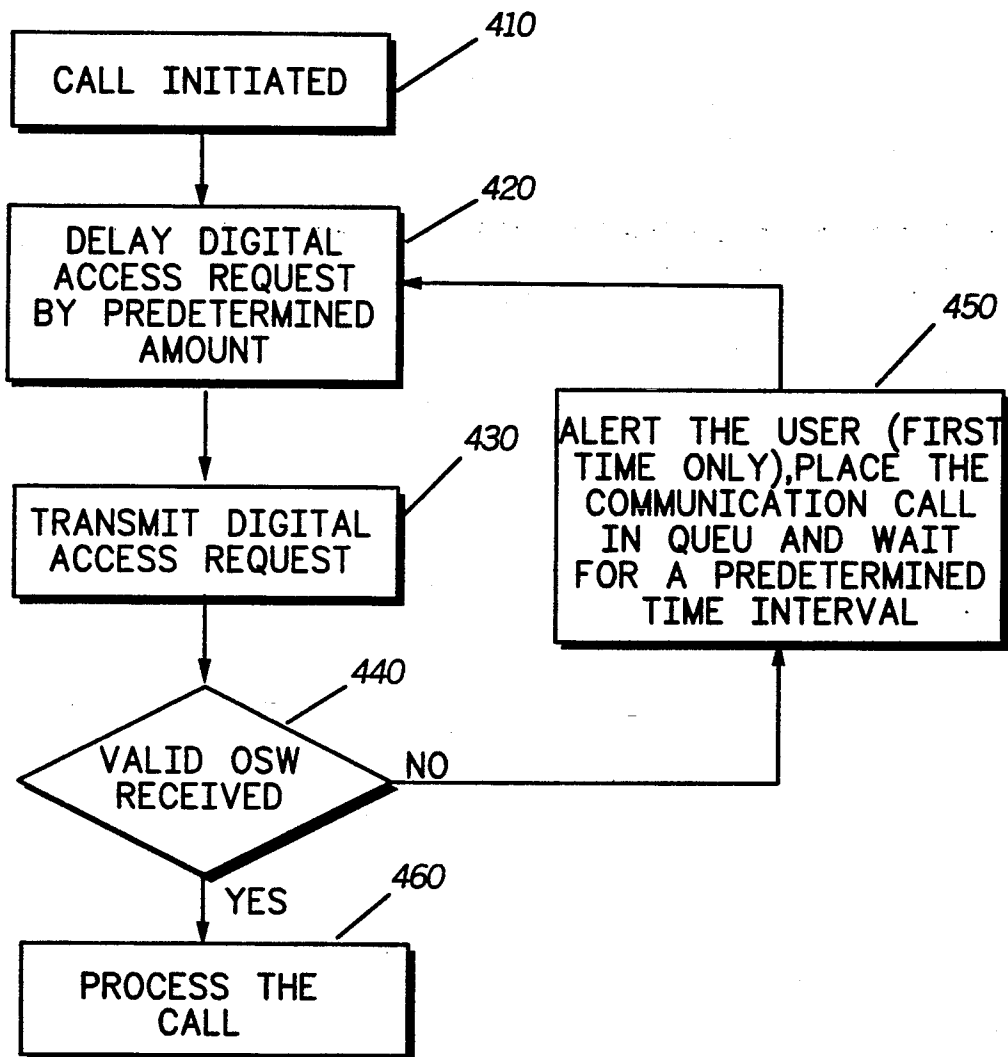 410
CALL INITIATED
420
DELAY DIGITAL
ACCESS REQUEST
BY PREDETERMINED
AMOUNT
430
TRANSMIT DIGITAL
ACCESS REQUEST
440
VALID OSW
RECEIVED
NO
450
ALERT THE USER (FIRST
TIME ONLY),PLACE THE
COMMUNICATION CALL
IN QUEU AND WAIT
FOR A PREDETERMINED
TIME INTERVAL
YES
460
PROCESS THE
CALL